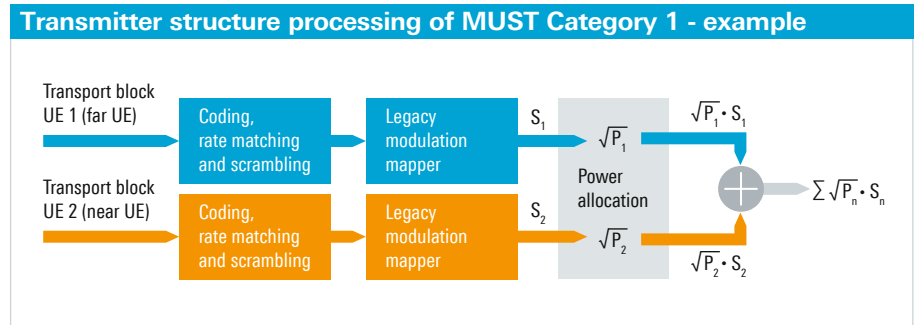 Transmitter structure processing of MUST Category 1 - example
Transport block
UE 1 (far UE)
Coding,
rate matching
and scrambling
Legacy
modulation
mapper
S₁
√P₁
√P₁ · S₁
Power
allocation
∑ √Pₙ · Sₙ
Transport block
UE 2 (near UE)
Coding,
rate matching
and scrambling
Legacy
modulation
mapper
S₂
√P₂
√P₂ · S₂